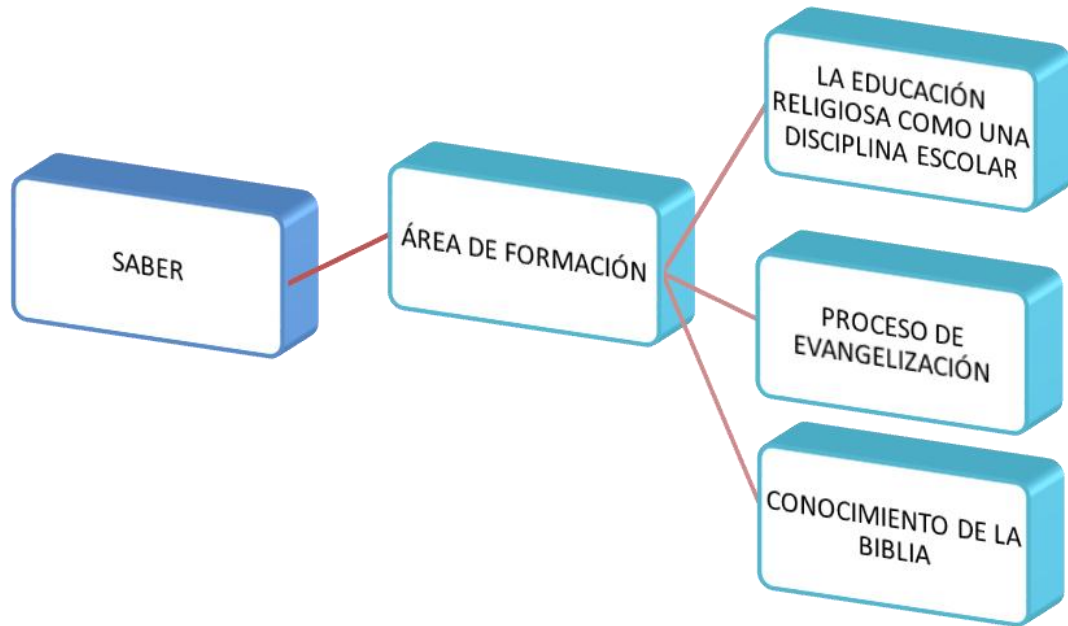 SABER
ÁREA DE FORMACIÓN
LA EDUCACIÓN
RELIGIOSA COMO UNA
DISCIPLINA ESCOLAR
PROCESO DE
EVANGELIZACIÓN
CONOCIMIENTO DE LA
BIBLIA